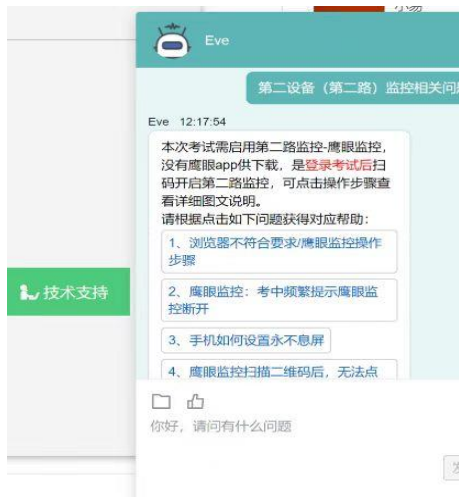 小易
Eve
第二设备（第二路）监控相关问题
Eve 12:17:54
本次考试需启用第二路监控-鹰眼监控，
没有鹰眼app供下载，是登录考试后扫
码开启第二路监控，可点击操作步骤查
看详细图文说明。
请根据点击如下问题获得对应帮助：
1、浏览器不符合要求/鹰眼监控操作
步骤
技术支持
2、鹰眼监控：考中频繁提示鹰眼监
控断开
3、手机如何设置永不息屏
4、鹰眼监控扫描二维码后，无法点
你好，请问有什么问题
发